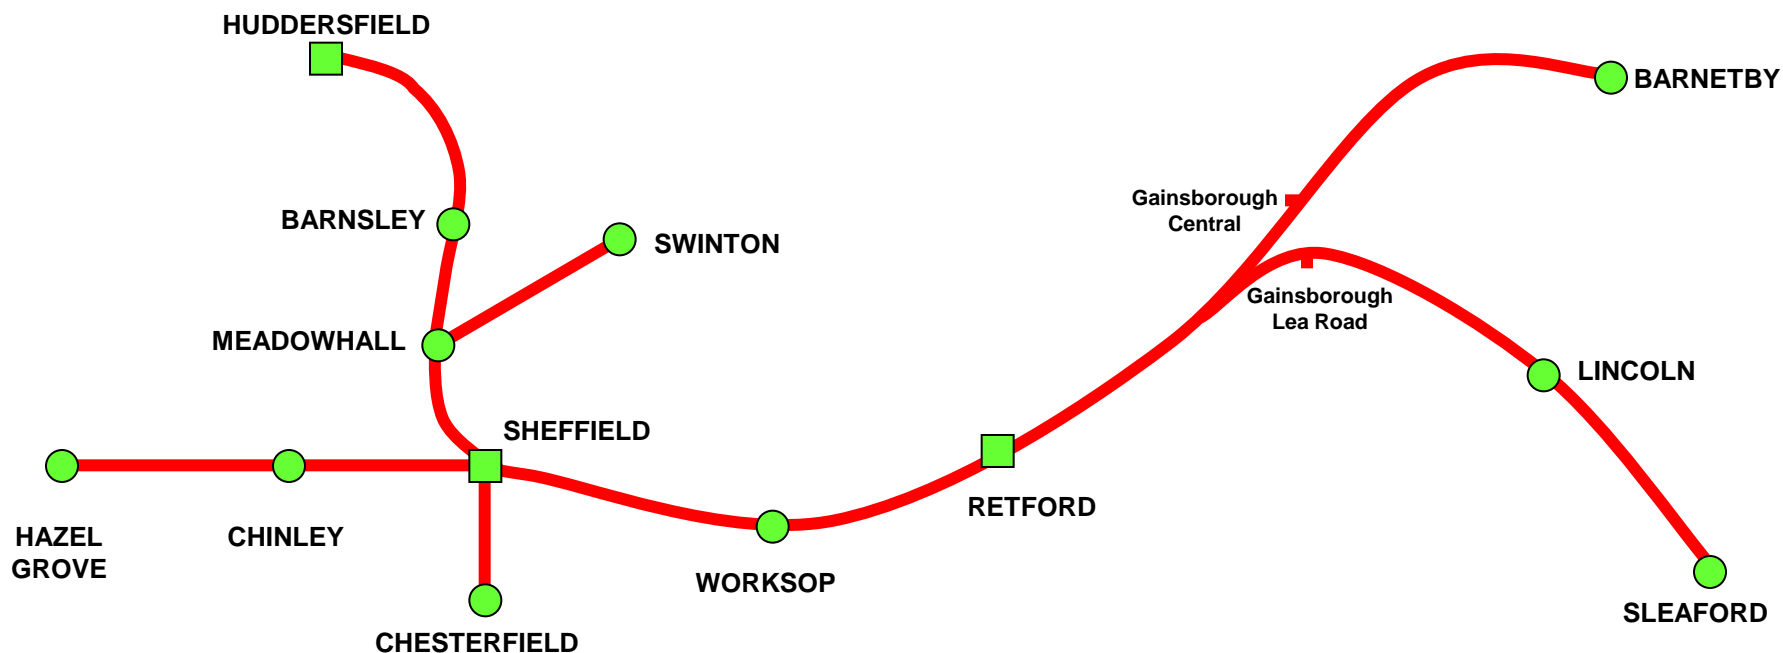 HUDDERSFIELD
BARNETBY
Gainsborough
Central
BARNSLEY
SWINTON
Gainsborough
Lea Road
MEADOWHALL
LINCOLN
SHEFFIELD
RETFORD
HAZEL
GROVE
CHINLEY
WORKSOP
SLEAFORD
CHESTERFIELD